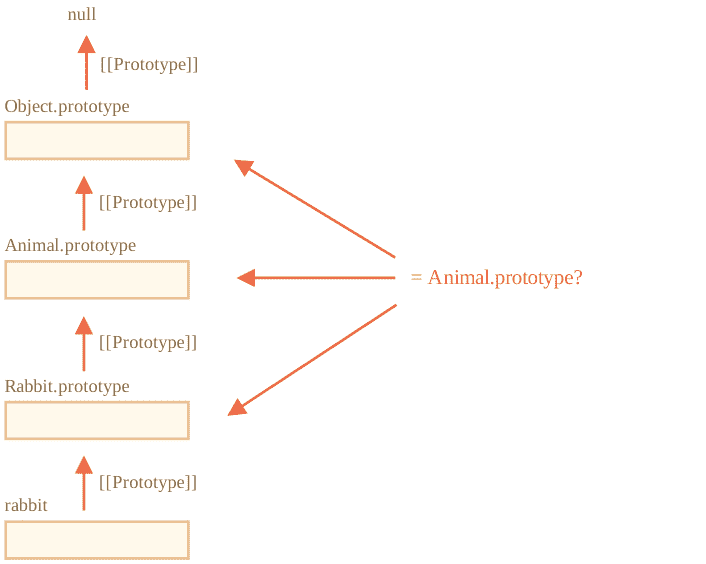 null
[[Prototype]]
Object.prototype
[[Prototype]]
Animal.prototype
= Animal.prototype?
[[Prototype]]
Rabbit.prototype
[[Prototype]]
rabbit